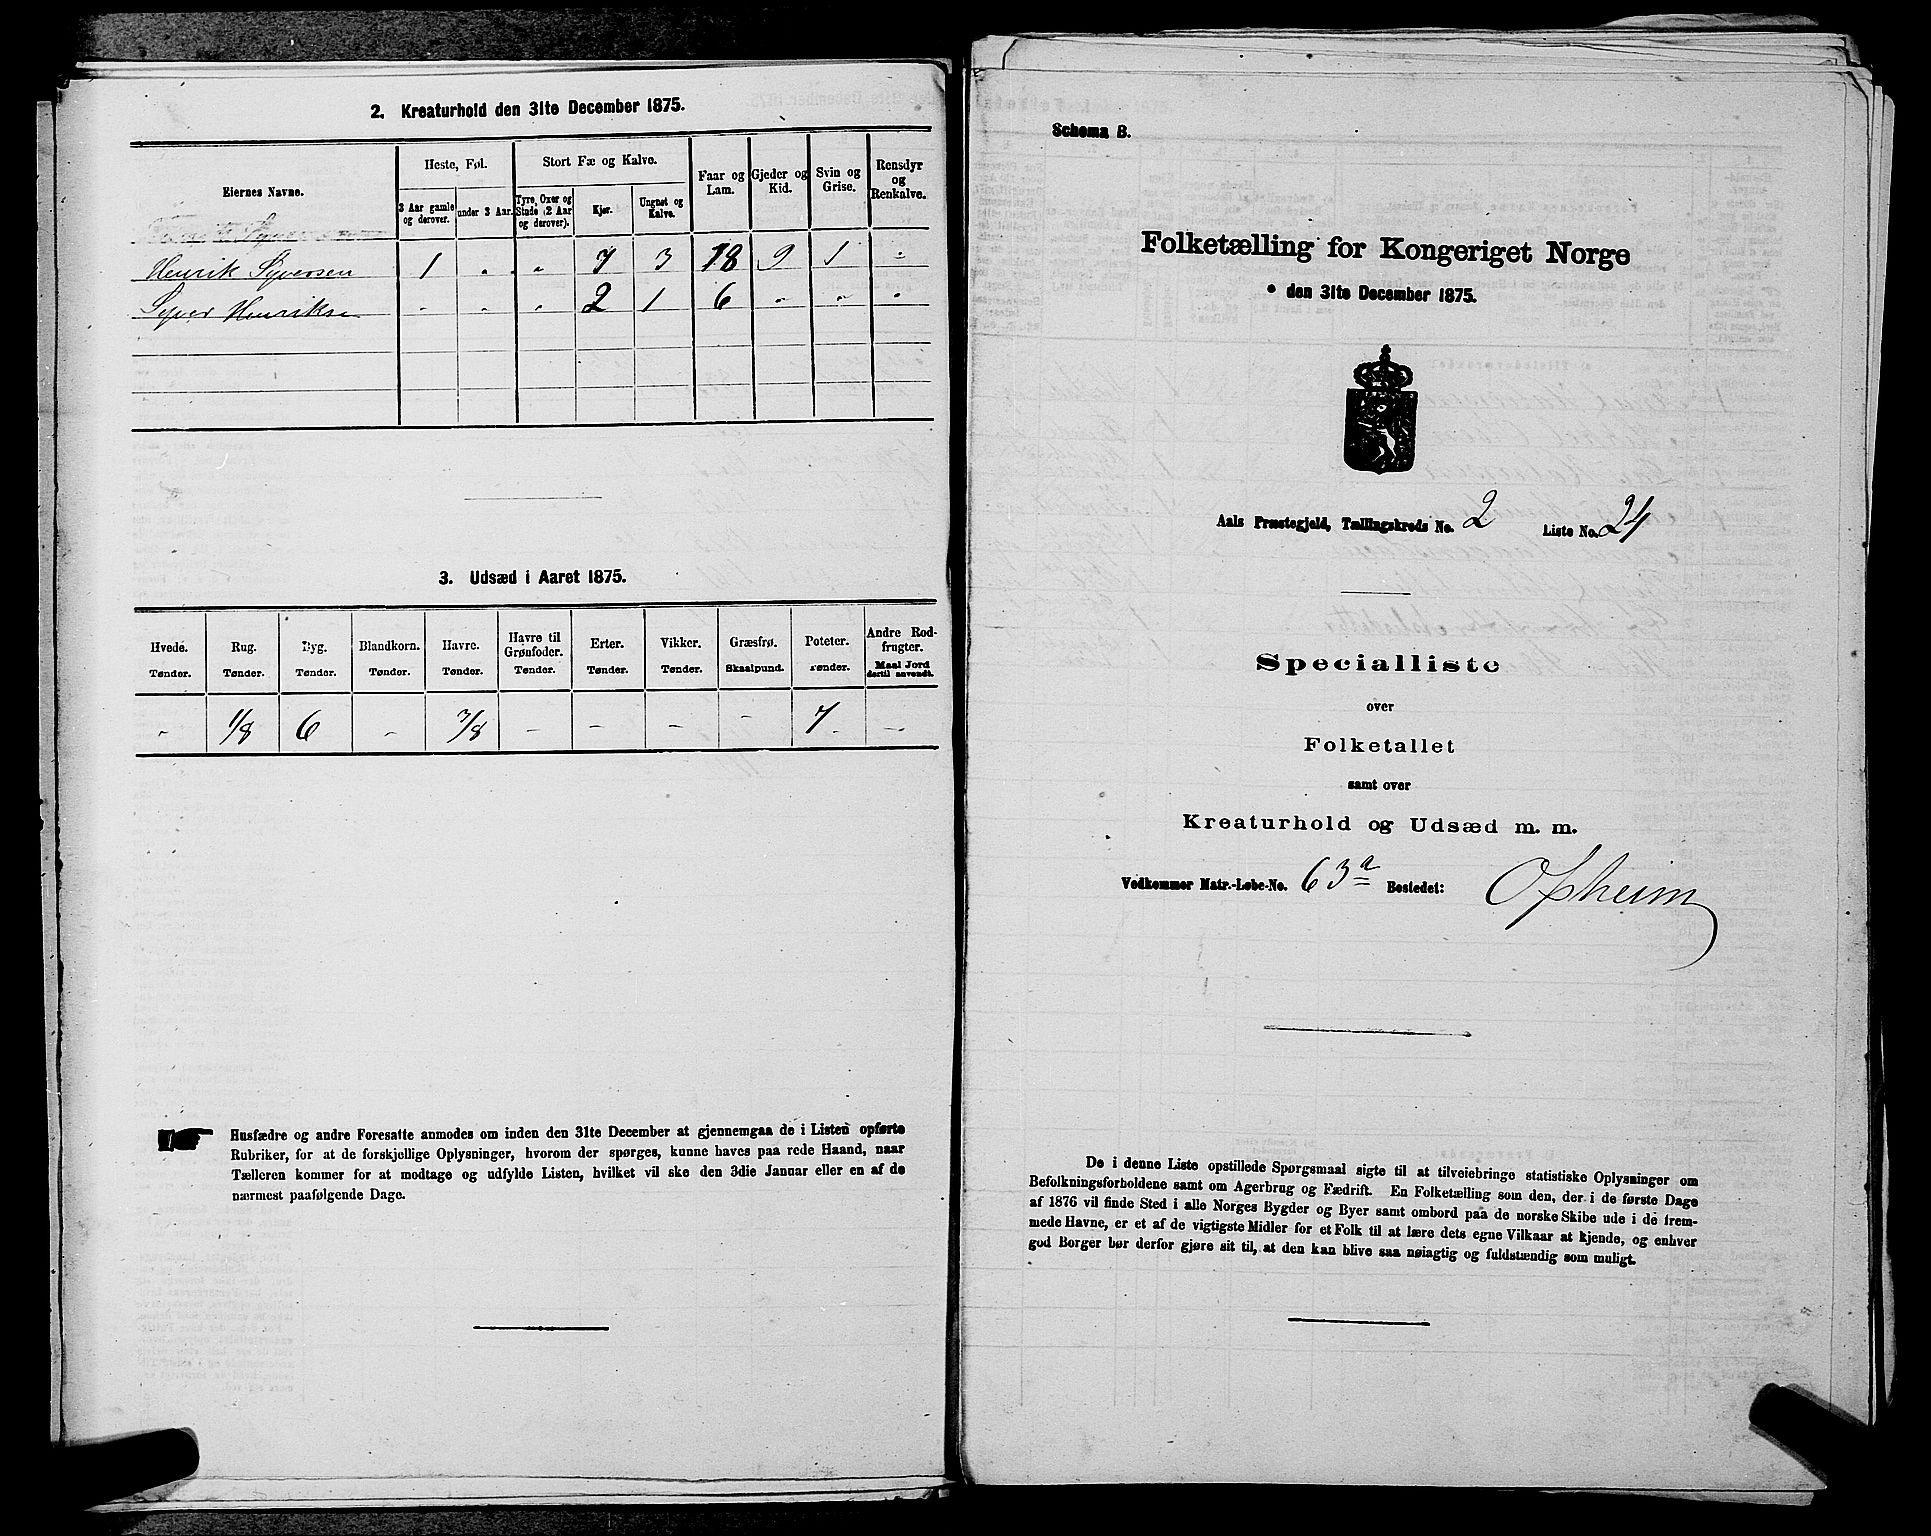 2. Kreaturhold den 31te December 1875.
Eiernes Navne.
Heste, Føl.
Stort Fæ og Kalve.
Faar og Lam.
Gjeder og Kid.
Svin og Grise.
Rensdyr og Renkalve.
3 Aar gamle og derover.
under 3 Aar.
Tyre, Oxer og Stude (2 Aar og derover).
Kjør.
Ungnøt og Kalve.
Henrik Syversen 1 " " 7 3 18 9 1 "
Syver Henriksen " " " 2 1 6 " " "
3. Udsæd i Aaret 1875.
Hvede. Rug. Byg. Blandkorn. Havre. Havre til Grønfoder. Erter. Vikker. Græsfrø. Poteter. Andre Rodfrugter.
Tønder. Tønder. Tønder. Tønder. Tønder. Tønder. Tønder. Tønder. Skaalpund. Tønder. Maal Jord dertil anvendt.
- 1/8 6 - 7/8 - - - - 7 -
Husfædre og andre Foresatte anmodes om inden den 31te December at gjennemgaa de i Listen opførte
Rubriker, for at de forskjellige Oplysninger, hvorom der spørges, kunne haves paa rede Haand, naar
Tælleren kommer for at modtage og udfylde Listen, hvilket vil ske den 3die Januar eller en af de
nærmest paafølgende Dage.
Schema B.
Folketælling for Kongeriget Norge
den 31te December 1875.
Aals Præstegjeld, Tællingskreds No. 2 Liste No. 24
Specialliste
over
Folketallet
samt over
Kreaturhold og Udsæd m. m.
Vedkommer Matr.-Løbe-No. 63a Bostedet: Opheim
De i denne Liste opstillede Spørgsmaal sigte til at tilveiebringe statistiske Oplysninger om
Befolkningsforholdene samt om Agerbrug og Fædrift. En Folketælling som den, der i de første Dage
af 1876 vil finde Sted i alle Norges Bygder og Byer samt ombord paa de norske Skibe ude i de frem-
mede Havne, er et af de vigtigste Midler for et Folk til at lære dets egne Vilkaar at kjende, og enhver
god Borger bør derfor gjøre sit til, at den kan blive saa nøiagtig og fuldstændig som muligt.